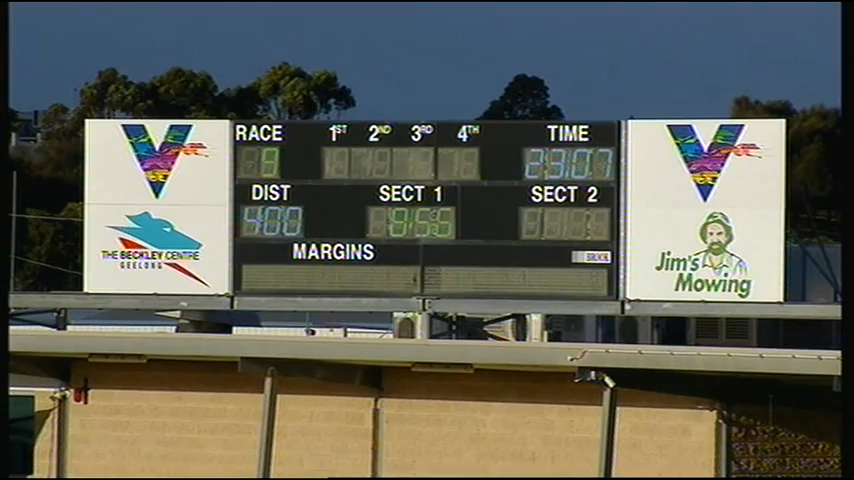 RACE 1ST 2ND 3RD 4TH TIME
DIST SECT 1 SECT 2
400
MARGINS
THE BECKLEY CENTRE
GEELONG
Jim's
Mowing